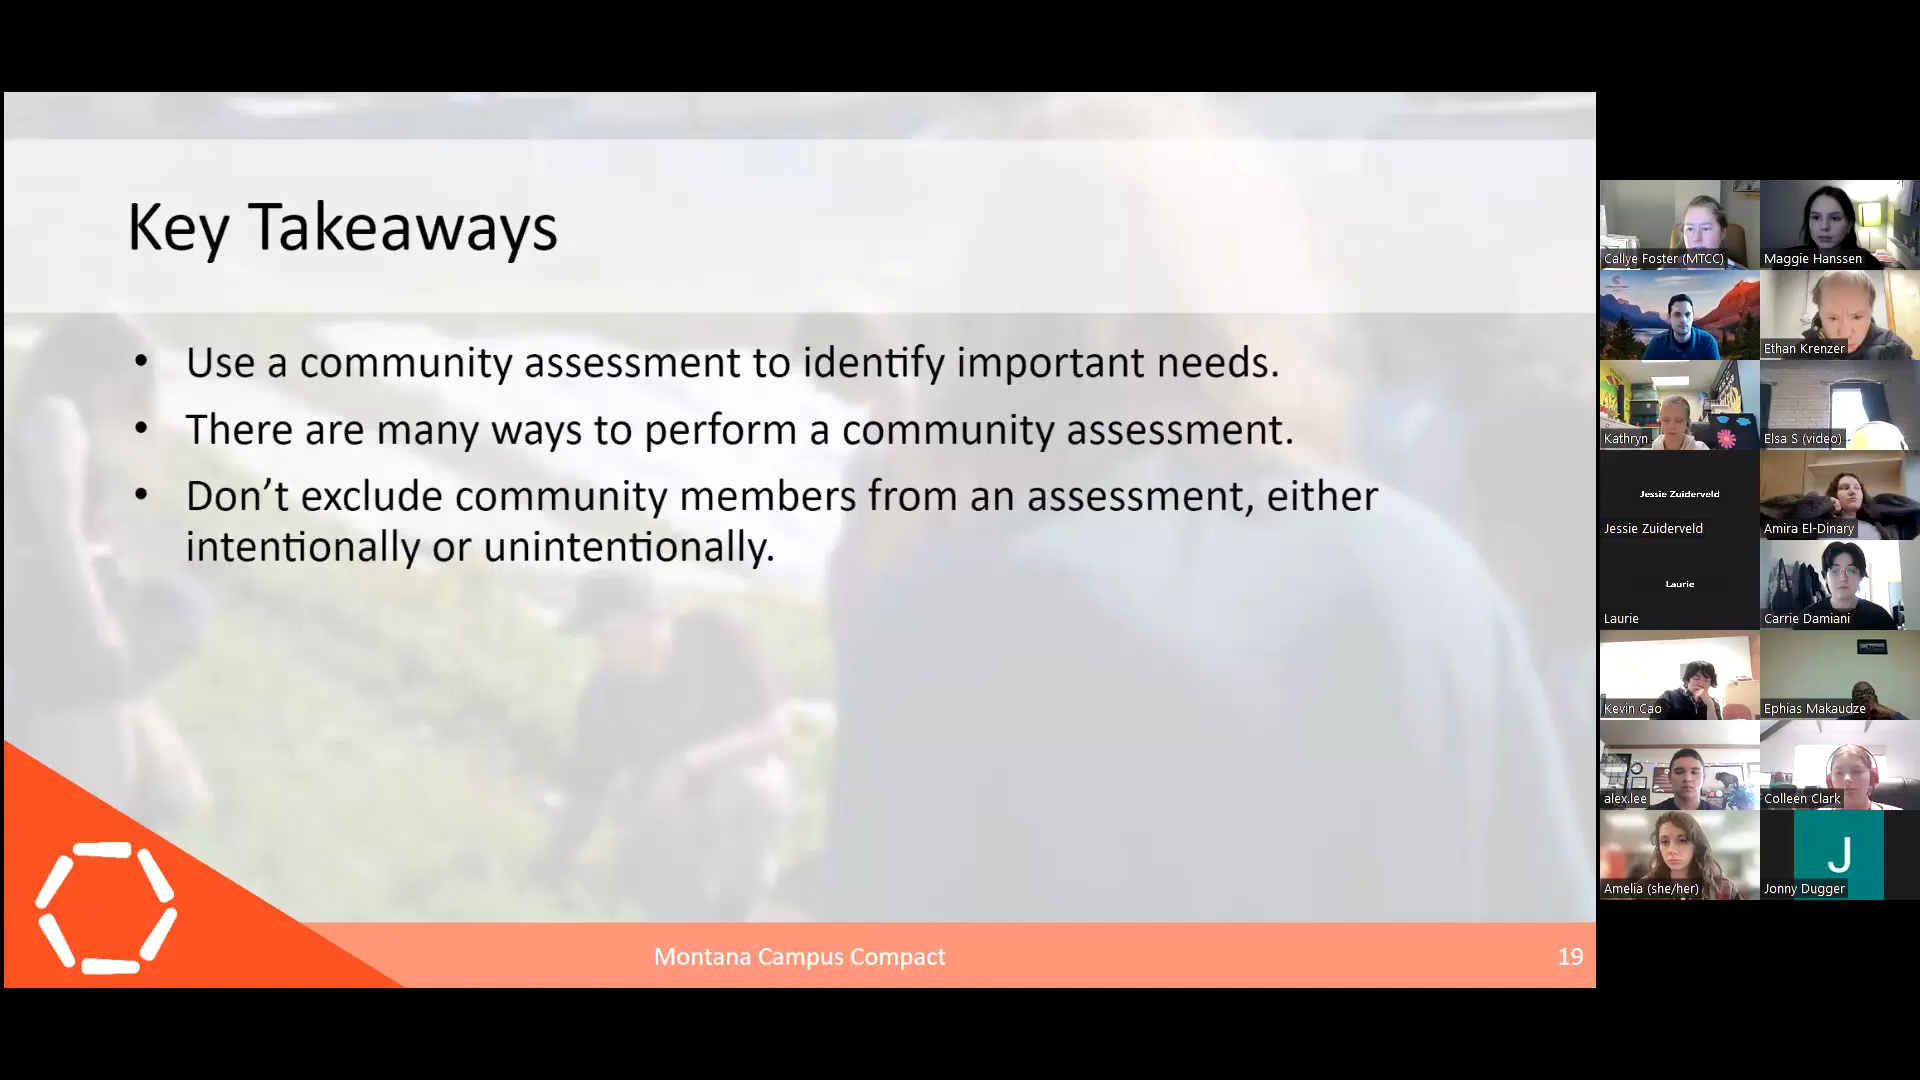 Key Takeaways
• Use a community assessment to identify important needs.
• There are many ways to perform a community assessment.
• Don’t exclude community members from an assessment, either
intentionally or unintentionally.
Montana Campus Compact
19
Callye Foster (MTCC)
Maggie Hanssen
Ethan Krenzer
Kathryn
Elsa S (video)
Jessie Zuiderveld
Jessie Zuiderveld
Amira El-Dinary
Laurie
Laurie
Carrie Damiani
Kevin Cao
Ephias Makaudze
alex.lee
Colleen Clark
Amelia (she/her)
J
Jonny Dugger